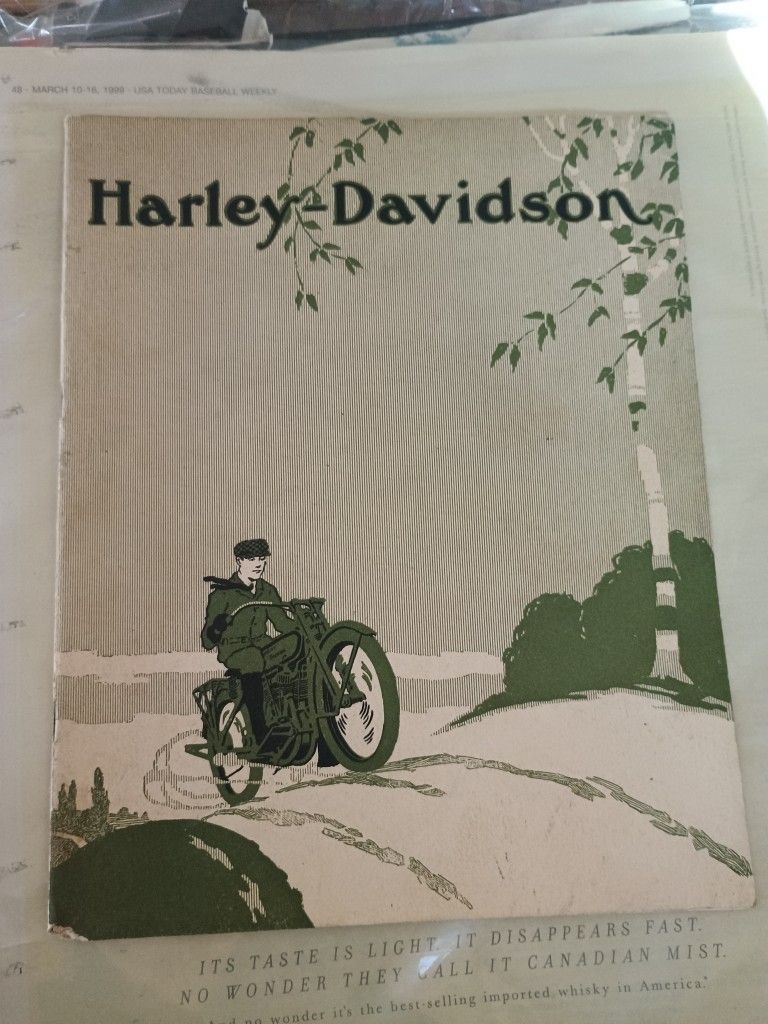 48 - MARCH 10-16, 1999 - USA TODAY BASEBALL WEEKLY
Harley-Davidson
ITS TASTE IS LIGHT. IT DISAPPEARS FAST.
NO WONDER THEY CALL IT CANADIAN MIST.
And no wonder it's the best-selling imported whisky in America.*